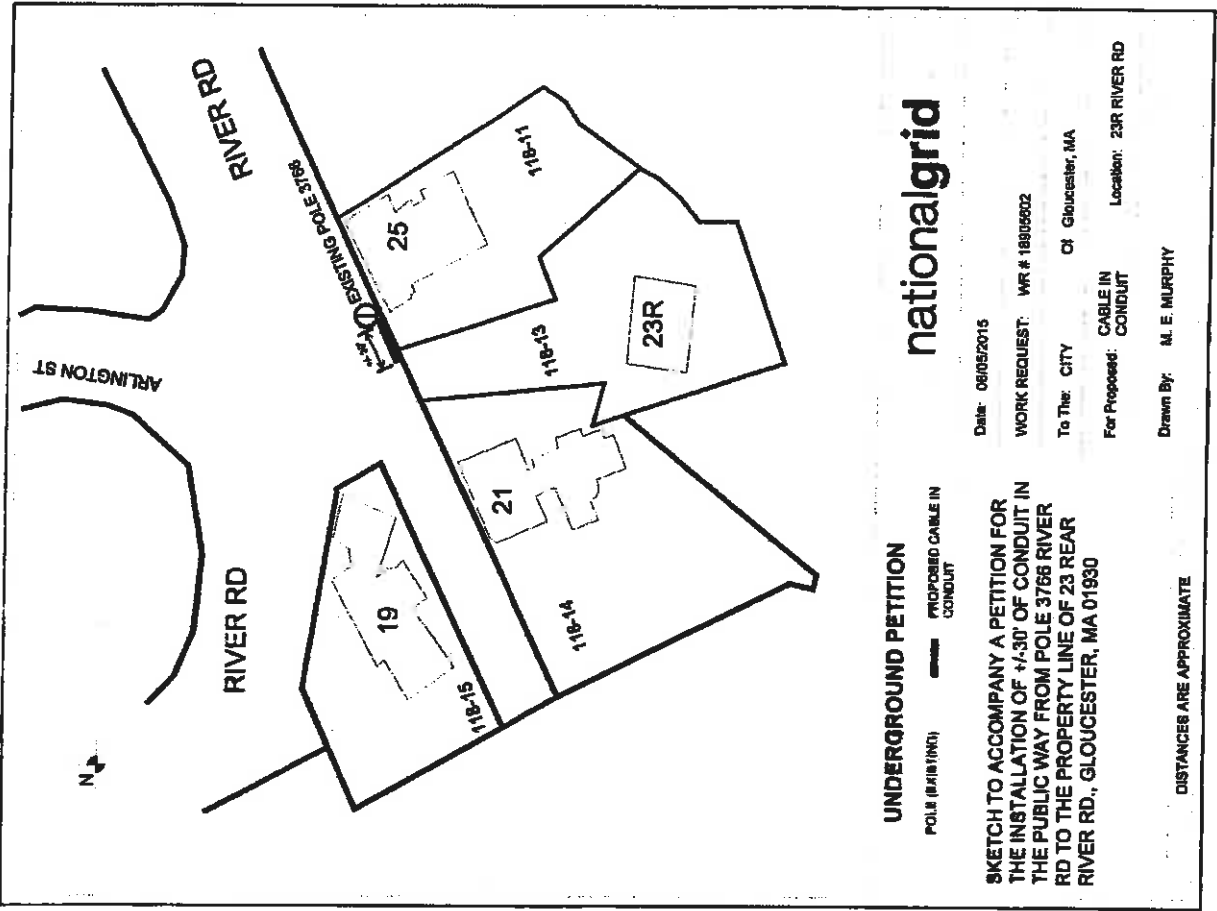 N
RIVER RD
ARLINGTON ST
RIVER RD
EXISTING POLE 3766
+/-30'
19
118-15
21
118-14
118-13
23R
25
118-11
UNDERGROUND PETITION
POLE (EXISTING)
PROPOSED CABLE IN
CONDUIT
SKETCH TO ACCOMPANY A PETITION FOR
THE INSTALLATION OF +/-30' OF CONDUIT IN
THE PUBLIC WAY FROM POLE 3766 RIVER
RD TO THE PROPERTY LINE OF 23 REAR
RIVER RD., GLOUCESTER, MA 01930
DISTANCES ARE APPROXIMATE
nationalgrid
Date: 06/05/2015
WORK REQUEST: WR # 18905602
To The: CITY Of Gloucester, MA
For Proposed: CABLE IN
CONDUIT
Location: 23R RIVER RD
Drawn By: M. E. MURPHY